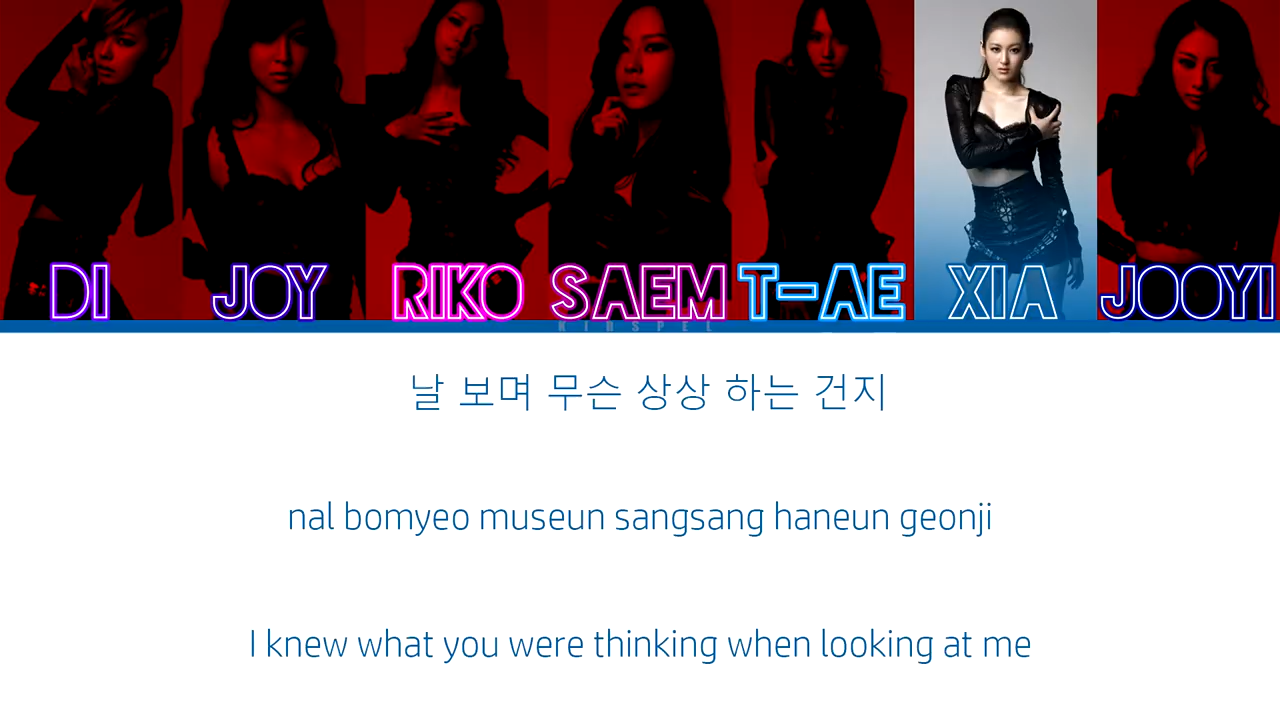 DI JOY RIKO SAEM T-AE XIA JOOYI
KIDSPEL
날 보며 무슨 상상 하는 건지
nal bomyeo museun sangsang haneun geonji
I knew what you were thinking when looking at me